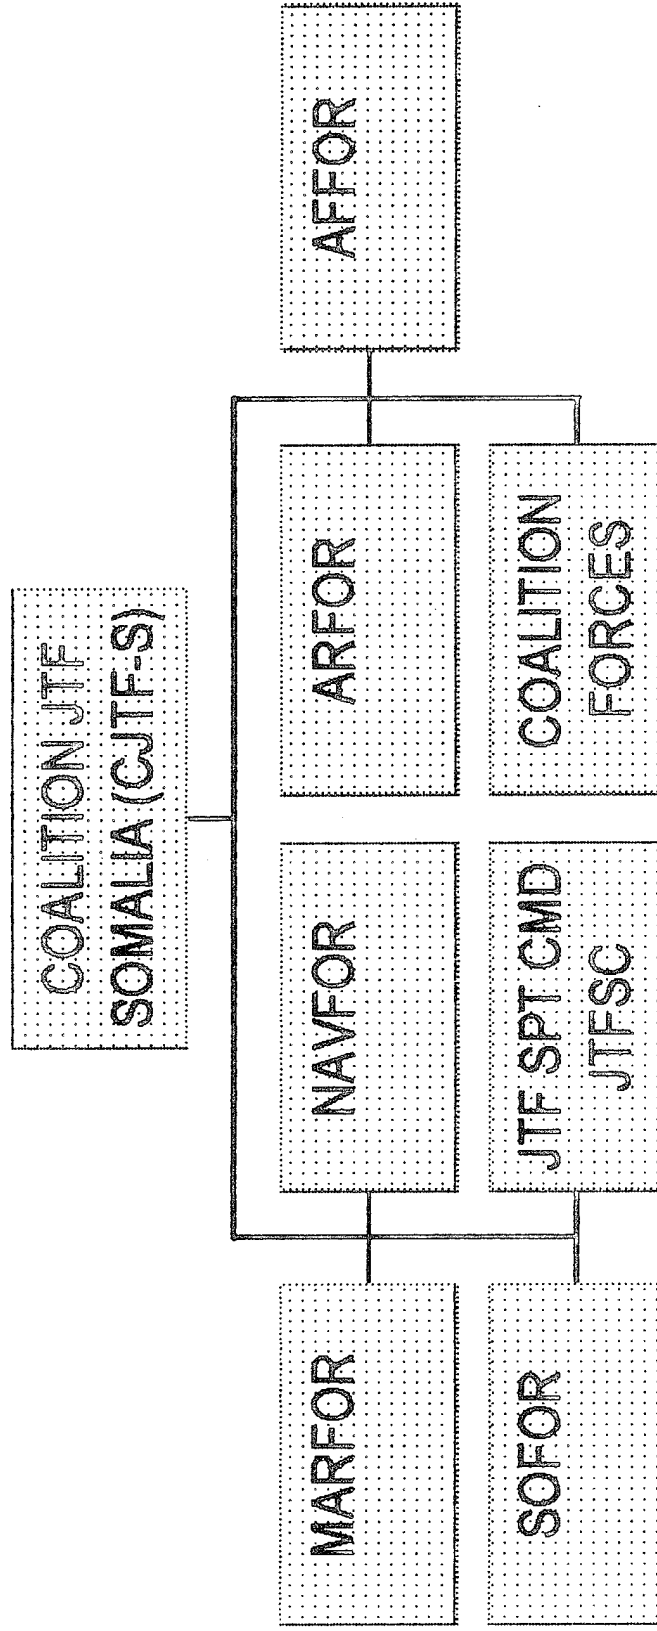 COALITION JTF
SOMALIA (CJTF-S)
MARFOR
NAVFOR
ARFOR
AFFOR
SOFOR
JTF SPT CMD
JTFSC
COALITION
FORCES